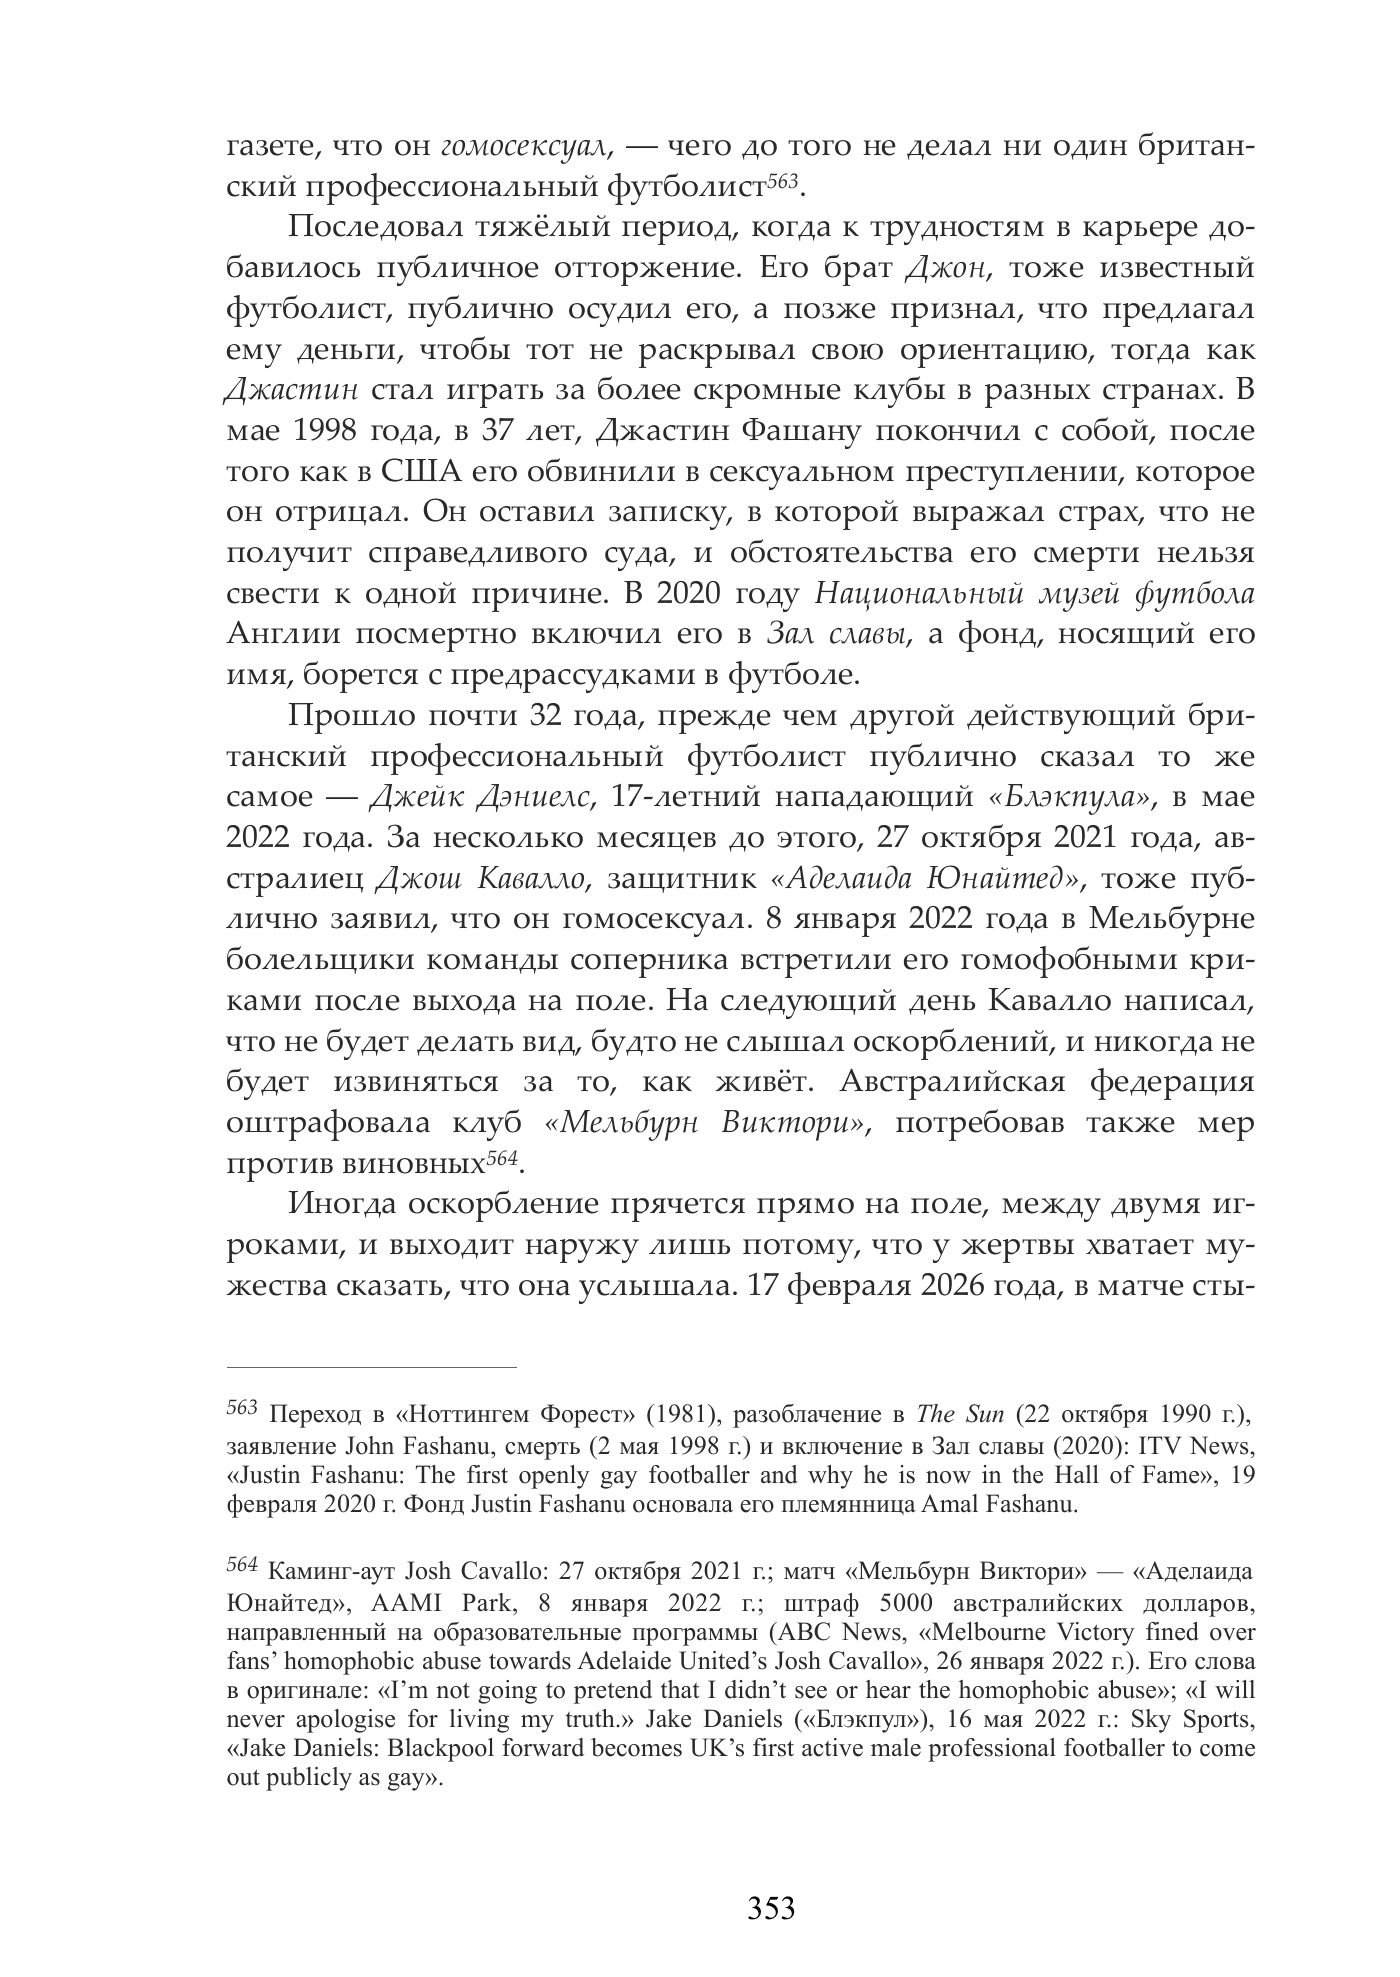 газете, что он гомосексуал, — чего до того не делал ни один британ-
ский профессиональный футболист563.
Последовал тяжёлый период, когда к трудностям в карьере до-
бавилось публичное отторжение. Его брат Джон, тоже известный
футболист, публично осудил его, а позже признал, что предлагал
ему деньги, чтобы тот не раскрывал свою ориентацию, тогда как
Джастин стал играть за более скромные клубы в разных странах. В
мае 1998 года, в 37 лет, Джастин Фашану покончил с собой, после
того как в США его обвинили в сексуальном преступлении, которое
он отрицал. Он оставил записку, в которой выражал страх, что не
получит справедливого суда, и обстоятельства его смерти нельзя
свести к одной причине. В 2020 году Национальный музей футбола
Англии посмертно включил его в Зал славы, а фонд, носящий его
имя, борется с предрассудками в футболе.
Прошло почти 32 года, прежде чем другой действующий бри-
танский профессиональный футболист публично сказал то же
самое — Джейк Дэниелс, 17-летний нападающий «Блэкпула», в мае
2022 года. За несколько месяцев до этого, 27 октября 2021 года, ав-
стралиец Джош Кавалло, защитник «Аделаида Юнайтед», тоже пуб-
лично заявил, что он гомосексуал. 8 января 2022 года в Мельбурне
болельщики команды соперника встретили его гомофобными кри-
ками после выхода на поле. На следующий день Кавалло написал,
что не будет делать вид, будто не слышал оскорблений, и никогда не
будет извиняться за то, как живёт. Австралийская федерация
оштрафовала клуб «Мельбурн Виктори», потребовав также мер
против виновных564.
Иногда оскорбление прячется прямо на поле, между двумя иг-
роками, и выходит наружу лишь потому, что у жертвы хватает му-
жества сказать, что она услышала. 17 февраля 2026 года, в матче сты-
563 Переход в «Ноттингем Форест» (1981), разоблачение в The Sun (22 октября 1990 г.),
заявление John Fashanu, смерть (2 мая 1998 г.) и включение в Зал славы (2020): ITV News,
«Justin Fashanu: The first openly gay footballer and why he is now in the Hall of Fame», 19
февраля 2020 г. Фонд Justin Fashanu основала его племянница Amal Fashanu.
564 Каминг-аут Josh Cavallo: 27 октября 2021 г.; матч «Мельбурн Виктори» — «Аделаида
Юнайтед», AAMI Park, 8 января 2022 г.; штраф 5000 австралийских долларов,
направленный на образовательные программы (ABC News, «Melbourne Victory fined over
fans’ homophobic abuse towards Adelaide United’s Josh Cavallo», 26 января 2022 г.). Его слова
в оригинале: «I’m not going to pretend that I didn’t see or hear the homophobic abuse»; «I will
never apologise for living my truth.» Jake Daniels («Блэкпул»), 16 мая 2022 г.: Sky Sports,
«Jake Daniels: Blackpool forward becomes UK’s first active male professional footballer to come
out publicly as gay».
353